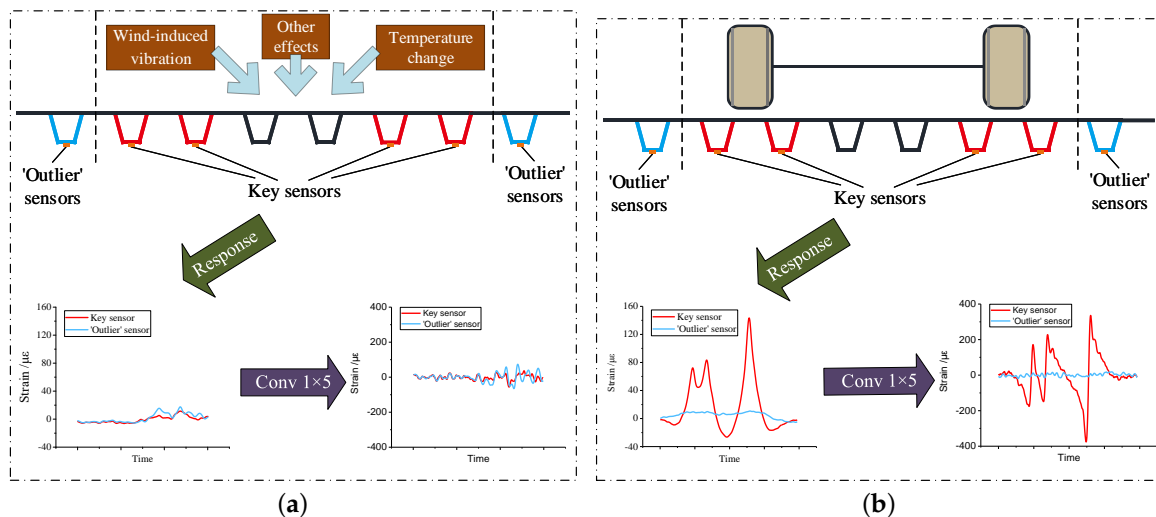 Wind-induced
vibration
Other
effects
Temperature
change
'Outlier'
sensors
Key sensors
'Outlier'
sensors
Response
160
120
80
40
0
-40
Strain /με
Key sensor
'Outlier' sensor
Time
Conv 1×5
400
200
0
-200
-400
Strain /με
Key sensor
'Outlier' sensor
Time
(a)
'Outlier'
sensors
Key sensors
'Outlier'
sensors
Response
160
120
80
40
0
-40
Strain /με
Key sensor
'Outlier' sensor
Time
Conv 1×5
400
200
0
-200
-400
Strain /με
Key sensor
'Outlier' sensor
Time
(b)